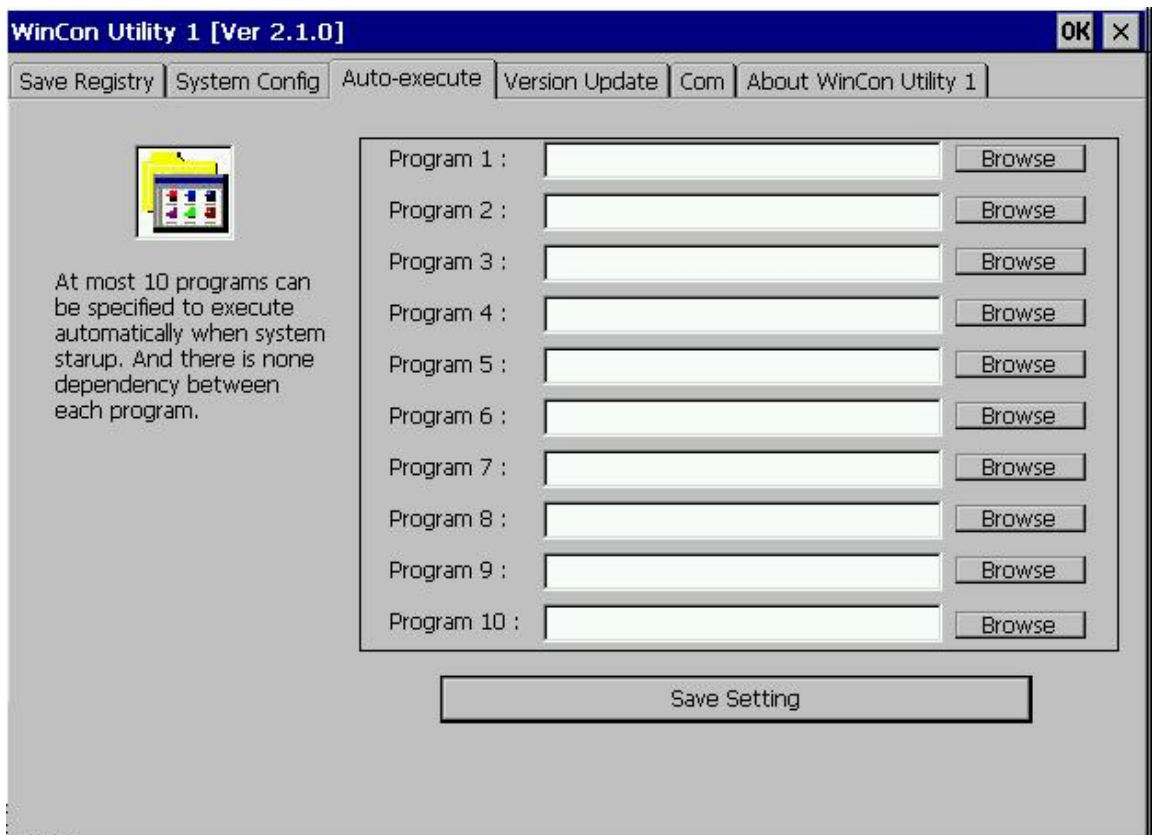 WinCon Utility 1 [Ver 2.1.0] OK ×
Save Registry System Config Auto-execute Version Update Com About WinCon Utility 1
At most 10 programs can
be specified to execute
automatically when system
starup. And there is none
dependency between
each program.
Program 1 : Browse
Program 2 : Browse
Program 3 : Browse
Program 4 : Browse
Program 5 : Browse
Program 6 : Browse
Program 7 : Browse
Program 8 : Browse
Program 9 : Browse
Program 10 : Browse
Save Setting